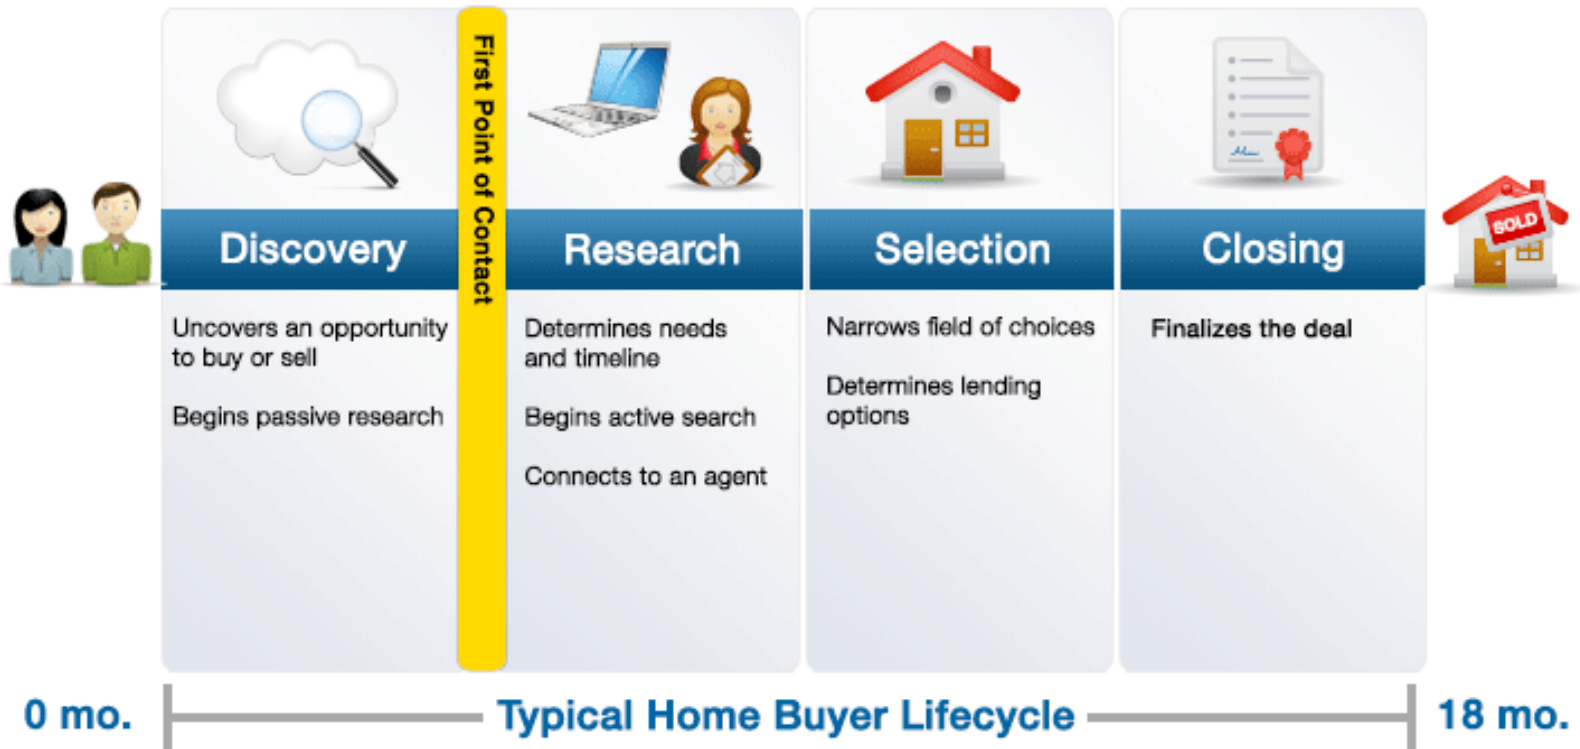 First Point of Contact
Discovery
Uncovers an opportunity
to buy or sell
Begins passive research
Research
Determines needs
and timeline
Begins active search
Connects to an agent
Selection
Narrows field of choices
Determines lending
options
Closing
Finalizes the deal
SOLD
0 mo.
Typical Home Buyer Lifecycle
18 mo.